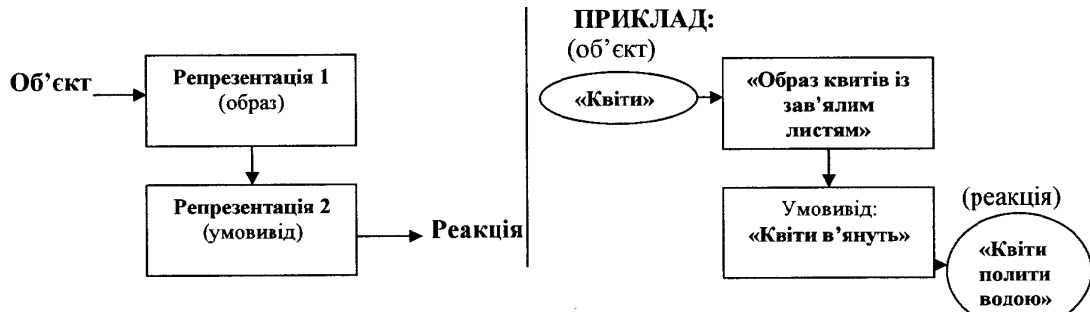 Об’єкт
Репрезентація 1
(образ)
Репрезентація 2
(умовивід)
Реакція
ПРИКЛАД:
(об’єкт)
«Квіти»
«Образ квитів із
зав’ялим
листям»
Умовивід:
«Квіти в’януть»
(реакція)
«Квіти
полити
водою»